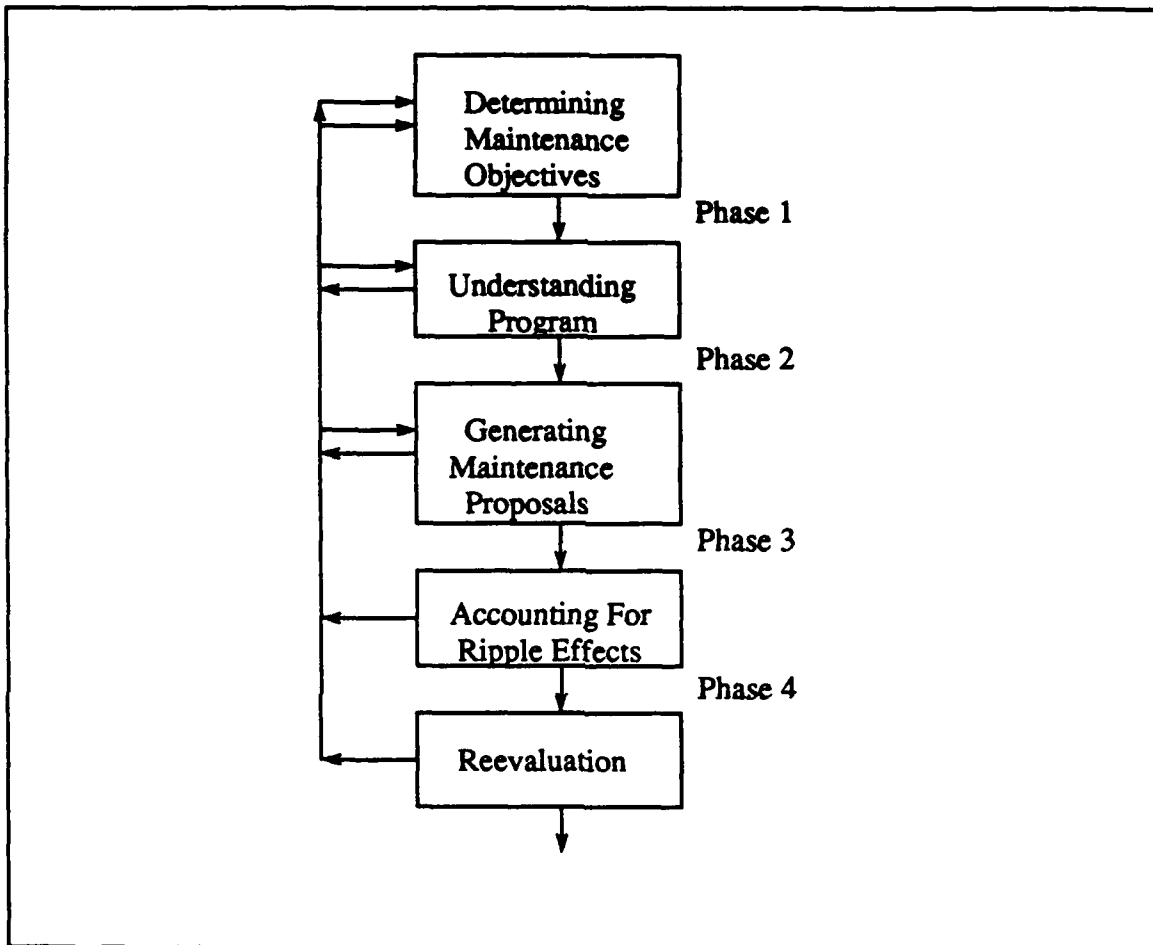 Determining
Maintenance
Objectives
Phase 1
Understanding
Program
Phase 2
Generating
Maintenance
Proposals
Phase 3
Accounting For
Ripple Effects
Phase 4
Reevaluation